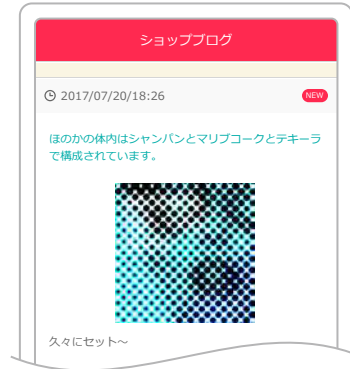 ショップブログ
2017/07/20/18:26
NEW
ほのかの体内はシャンパンとマリブコークとテキーラ
で構成されています。
久々にセット〜